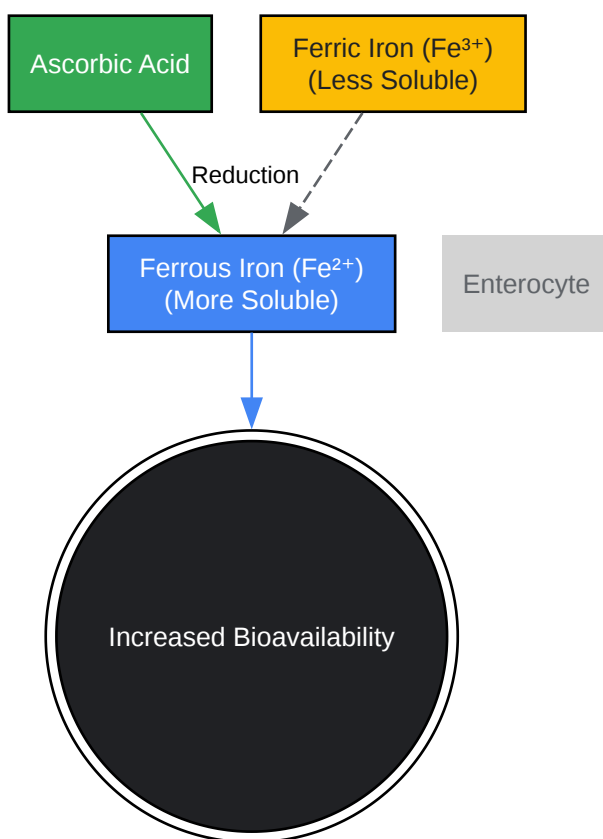 Ascorbic Acid
Ferric Iron (Fe³⁺)
(Less Soluble)
Reduction
Ferrous Iron (Fe²⁺)
(More Soluble)
Enterocyte
Increased Bioavailability